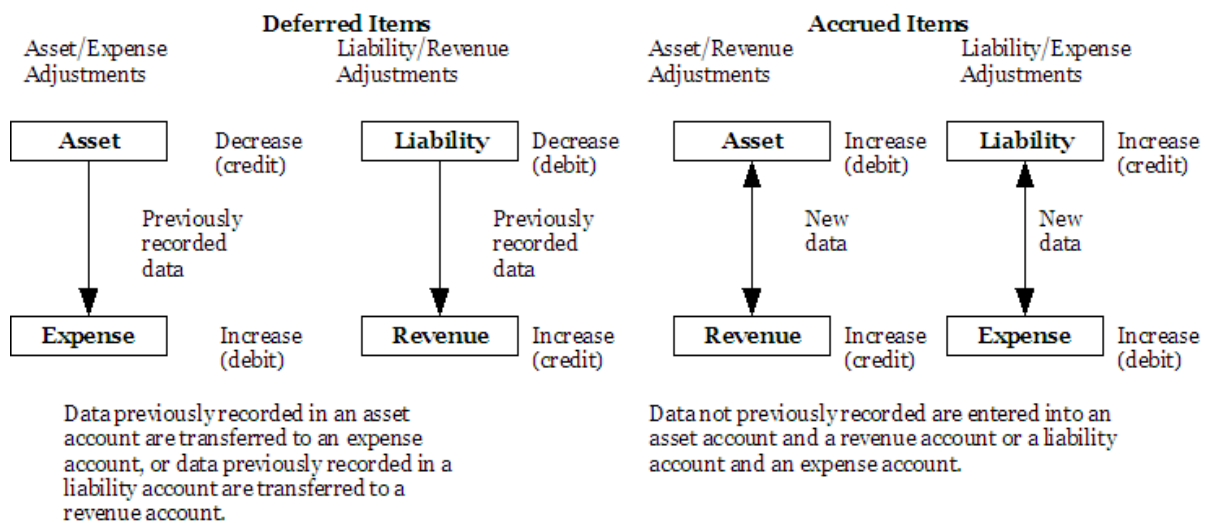 Deferred Items
Accrued Items
Asset/Expense
Adjustments
Liability/Revenue
Adjustments
Asset/Revenue
Adjustments
Liability/Expense
Adjustments
Asset
Decrease
(credit)
Liability
Decrease
(debit)
Asset
Increase
(debit)
Liability
Increase
(credit)
Previously
recorded
data
Previously
recorded
data
New
data
New
data
Expense
Increase
(debit)
Revenue
Increase
(credit)
Revenue
Increase
(credit)
Expense
Increase
(debit)
Data previously recorded in an asset
account are transferred to an expense
account, or data previously recorded in a
liability account are transferred to a
revenue account.
Data not previously recorded are entered into an
asset account and a revenue account or a liability
account and an expense account.